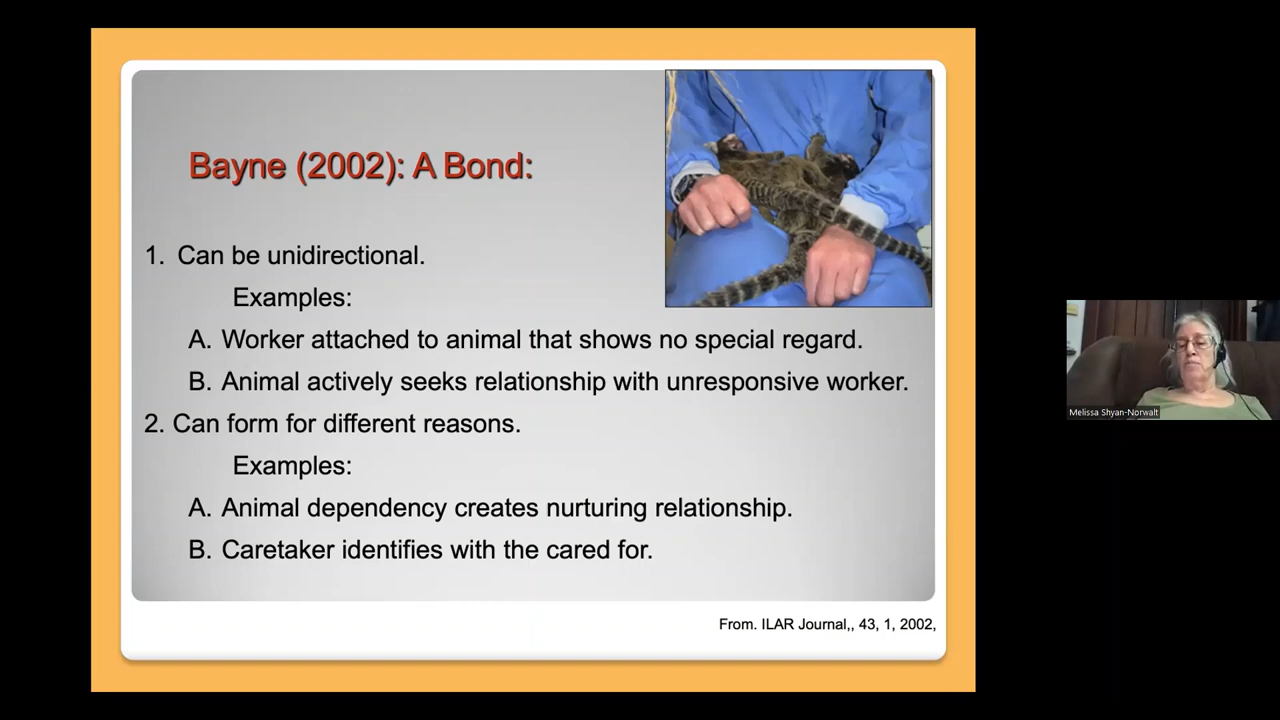 Bayne (2002): A Bond:
1. Can be unidirectional.
Examples:
A. Worker attached to animal that shows no special regard.
B. Animal actively seeks relationship with unresponsive worker.
2. Can form for different reasons.
Examples:
A. Animal dependency creates nurturing relationship.
B. Caretaker identifies with the cared for.
From. ILAR Journal,, 43, 1, 2002,
Melissa Shyan-Norwalt